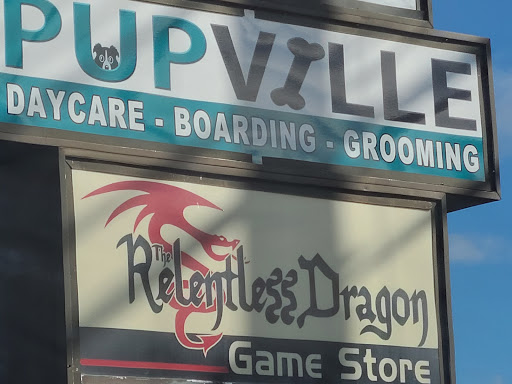 PUPVILLE
DAYCARE - BOARDING - GROOMING
The
Relentless Dragon
Game Store